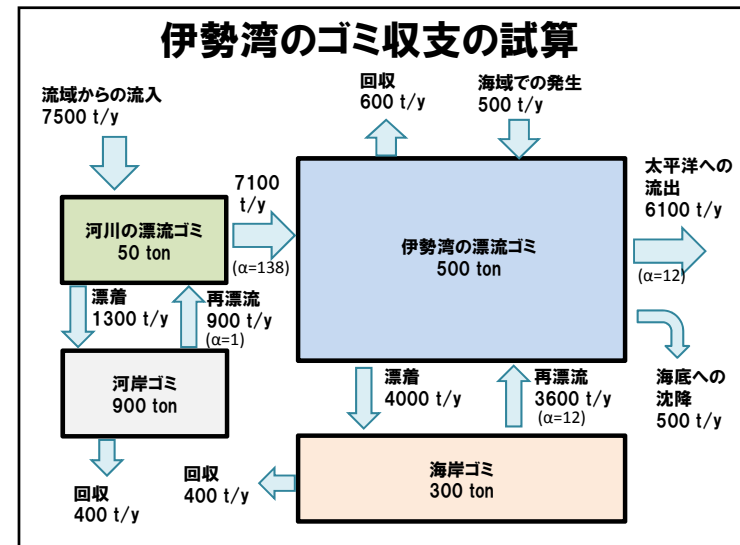 伊勢湾のゴミ収支の試算
流域からの流入
7500 t/y
回収
600 t/y
海域での発生
500 t/y
7100
t/y
(α=138)
太平洋への
流出
6100 t/y
(α=12)
河川の漂流ゴミ
50 ton
伊勢湾の漂流ゴミ
500 ton
漂着
1300 t/y
再漂流
900 t/y
(α=1)
河岸ゴミ
900 ton
漂着
4000 t/y
再漂流
3600 t/y
(α=12)
海底への
沈降
500 t/y
回収
400 t/y
回収
400 t/y
海岸ゴミ
300 ton